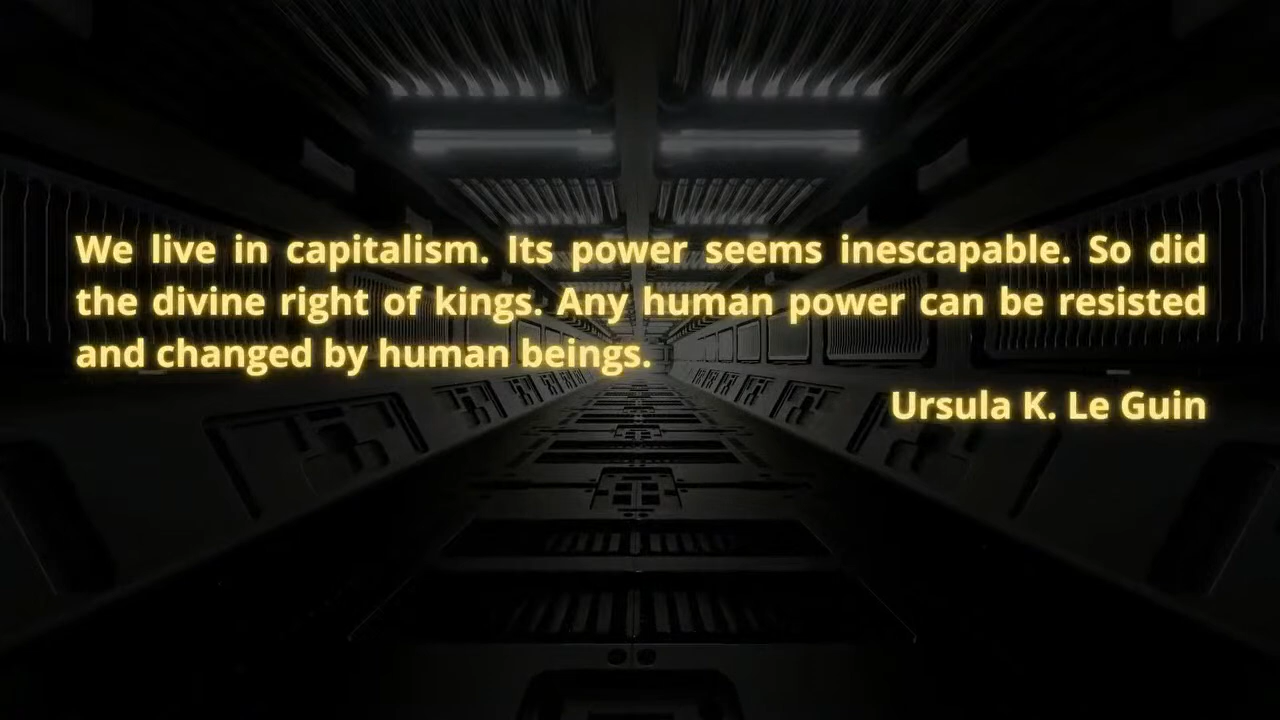 We live in capitalism. Its power seems inescapable. So did
the divine right of kings. Any human power can be resisted
and changed by human beings.
Ursula K. Le Guin